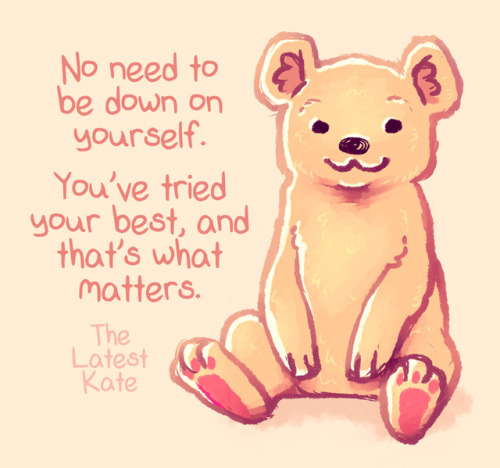 No need to
be down on
yourself.
You've tried
your best, and
that's what
matters.
The
Latest
Kate